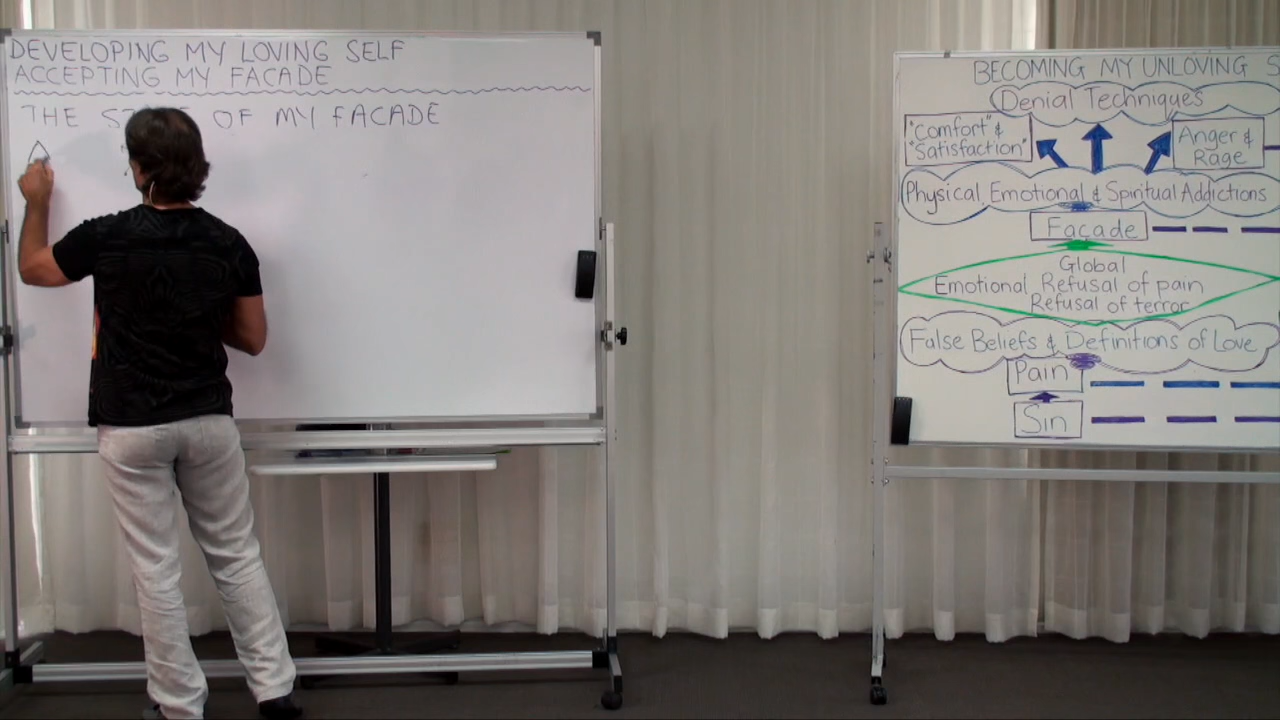 DEVELOPING MY LOVING SELF
ACCEPTING MY FACADE
THE OF MY FACADE
A
BECOMING MY UNLOVING S
Denial Techniques
"Comfort" &
"Satisfaction"
Anger &
Rage
Physical Emotional & Spiritual Addictions
Façade
Global
Emotional Refusal of pain
Refusal of terror
False Beliefs & Definitions of Love
Pain
Sin